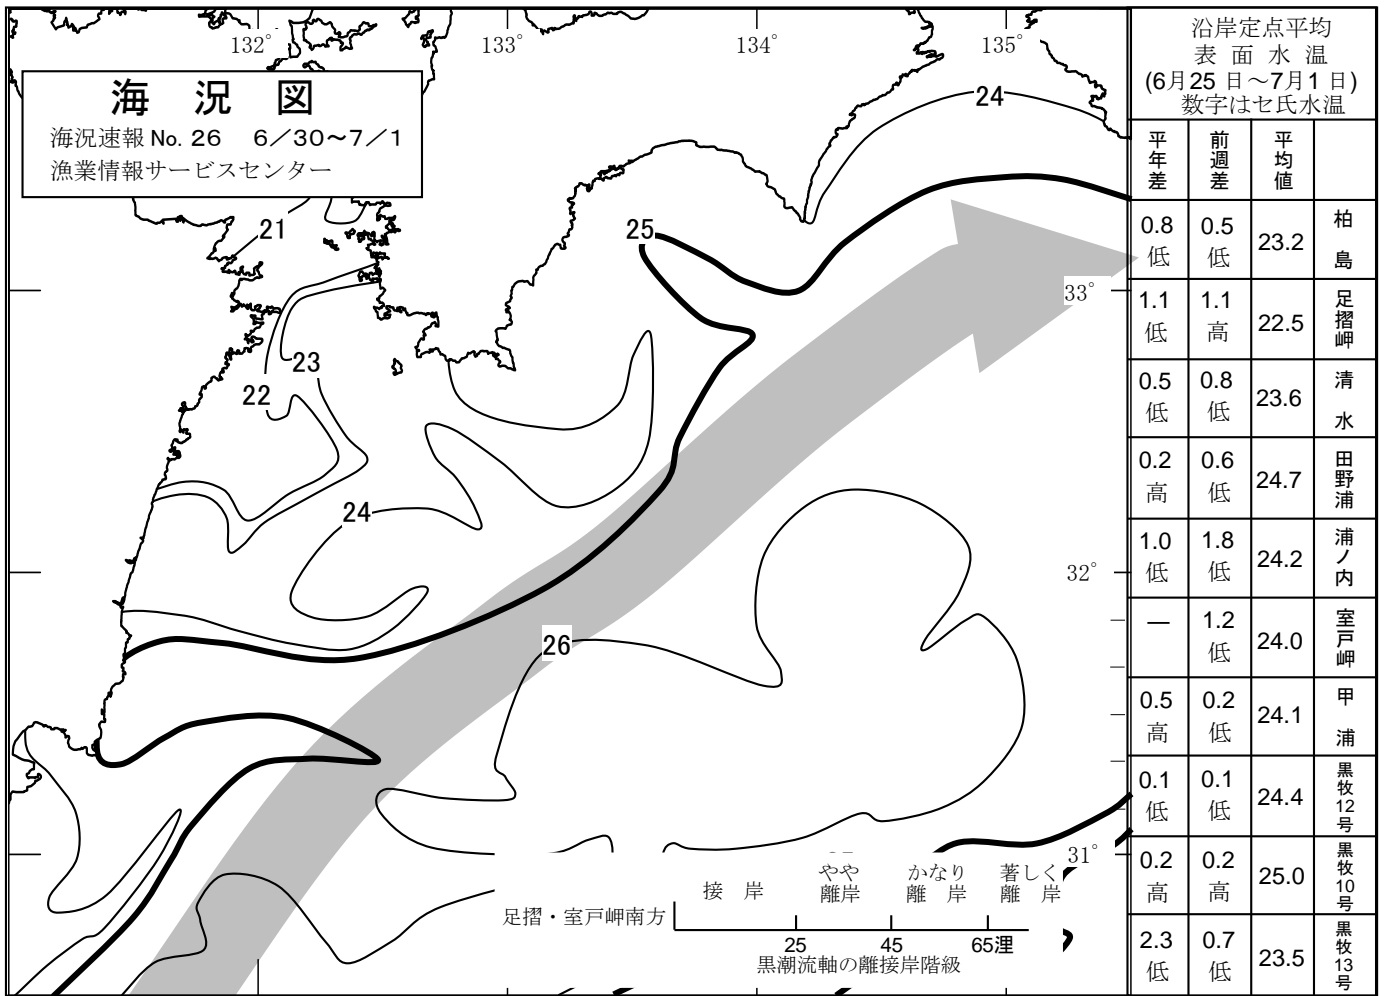 132°
133°
134°
135°
海況図
海況速報 No. 26 6/30~7/1
漁業情報サービスセンター
24
21
25
33°
23
22
24
32°
26
31°
接岸
やや離岸
かなり離岸
著しく離岸
足摺・室戸岬南方
25 45 65浬
黒潮流軸の離接岸階級
沿岸定点平均
表面水温
(6月25日~7月1日)
数字はセ氏水温
平年差 前週差 平均値
0.8低 0.5低 23.2 柏島
1.1低 1.1高 22.5 足摺岬
0.5低 0.8低 23.6 清水
0.2高 0.6低 24.7 田野浦
1.0低 1.8低 24.2 浦ノ内
― 1.2低 24.0 室戸岬
0.5高 0.2低 24.1 甲浦
0.1低 0.1低 24.4 黒牧12号
0.2高 0.2高 25.0 黒牧10号
2.3低 0.7低 23.5 黒牧13号